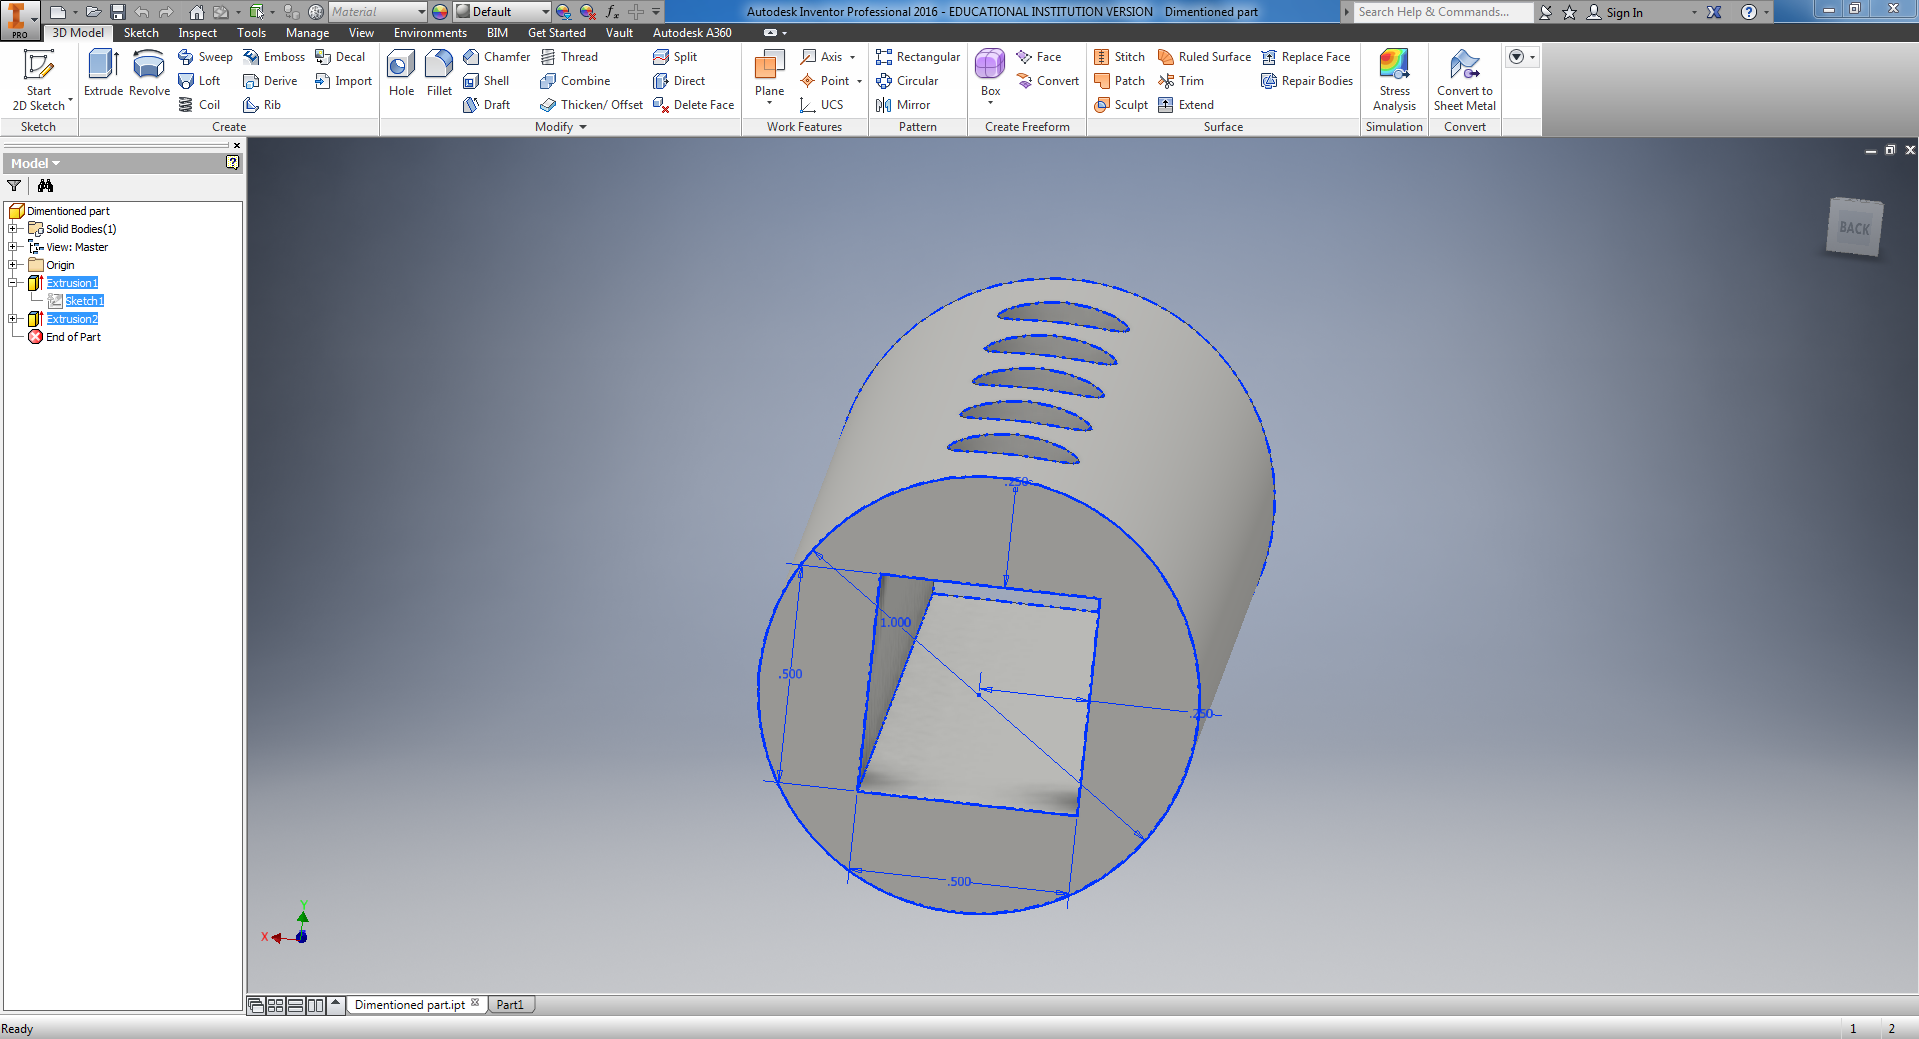 Material
Default
Autodesk Inventor Professional 2016 - EDUCATIONAL INSTITUTION VERSION Dimentioned part
Search Help & Commands...
Sign In
PRO
3D Model Sketch Inspect Tools Manage View Environments BIM Get Started Vault Autodesk A360
Start
2D Sketch
Sketch
Extrude Revolve
Sweep Emboss Decal
Loft Derive Import
Coil Rib
Create
Hole Fillet
Chamfer Thread Split
Shell Combine Direct
Draft Thicken/ Offset Delete Face
Modify
Plane
Axis
Point
UCS
Work Features
Rectangular
Circular
Mirror
Pattern
Box
Face
Convert
Create Freeform
Stitch Ruled Surface Replace Face
Patch Trim Repair Bodies
Sculpt Extend
Surface
Stress
Analysis
Simulation
Convert to
Sheet Metal
Convert
Model
Dimentioned part
Solid Bodies(1)
View: Master
Origin
Extrusion1
Sketch1
Extrusion2
End of Part
BACK
.250
1.000
.500
.250
.500
Y
X
Dimentioned part.ipt Part1
Ready
1 2